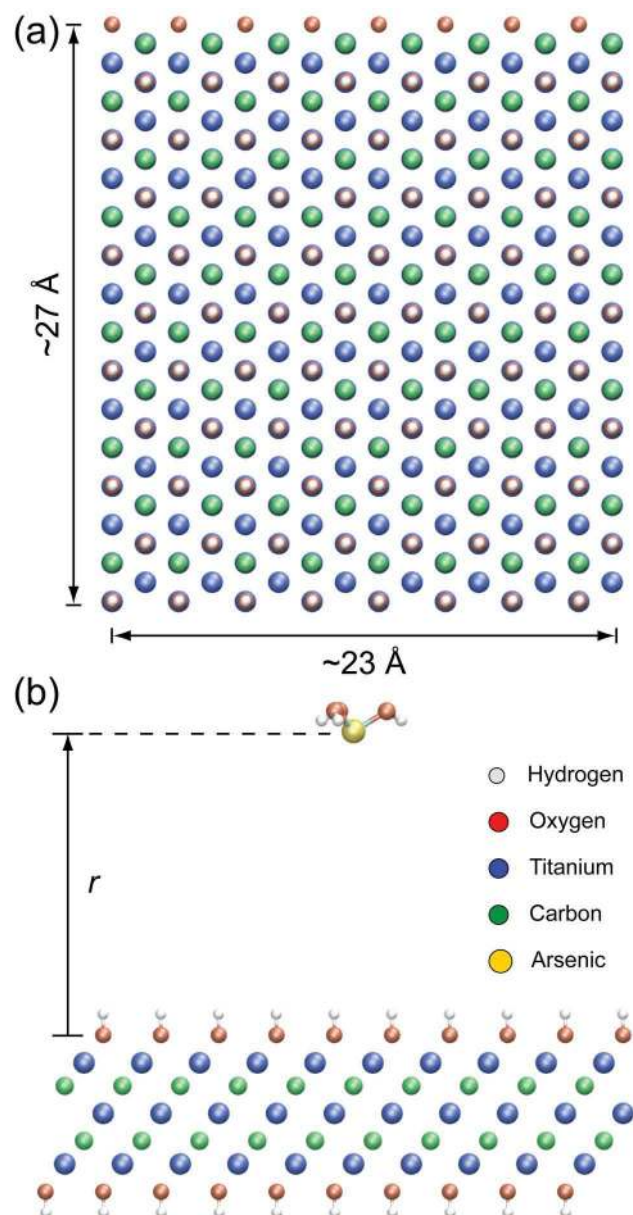 (a)
~27 Å
~23 Å
(b)
r
Hydrogen
Oxygen
Titanium
Carbon
Arsenic